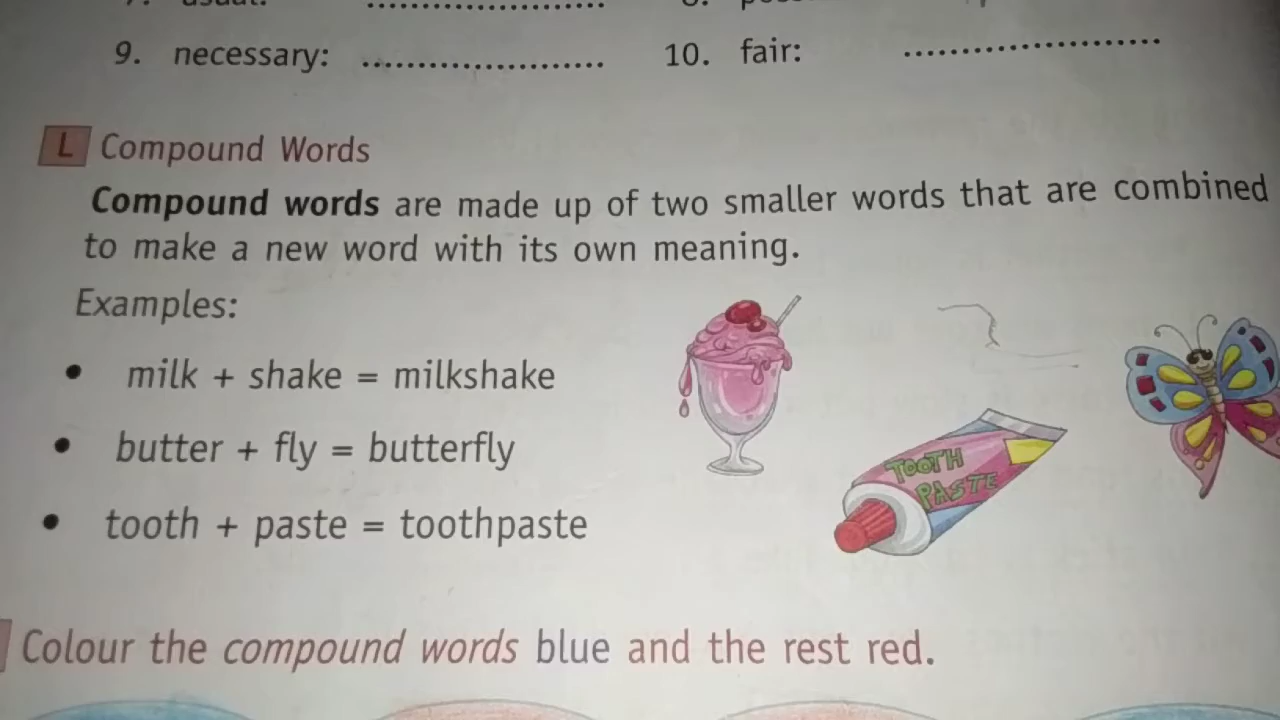 9. necessary: ..................... 10. fair: .....................
L Compound Words
Compound words are made up of two smaller words that are combined
to make a new word with its own meaning.
Examples:
• milk + shake = milkshake
• butter + fly = butterfly
• tooth + paste = toothpaste
TOOTH
PASTE
Colour the compound words blue and the rest red.